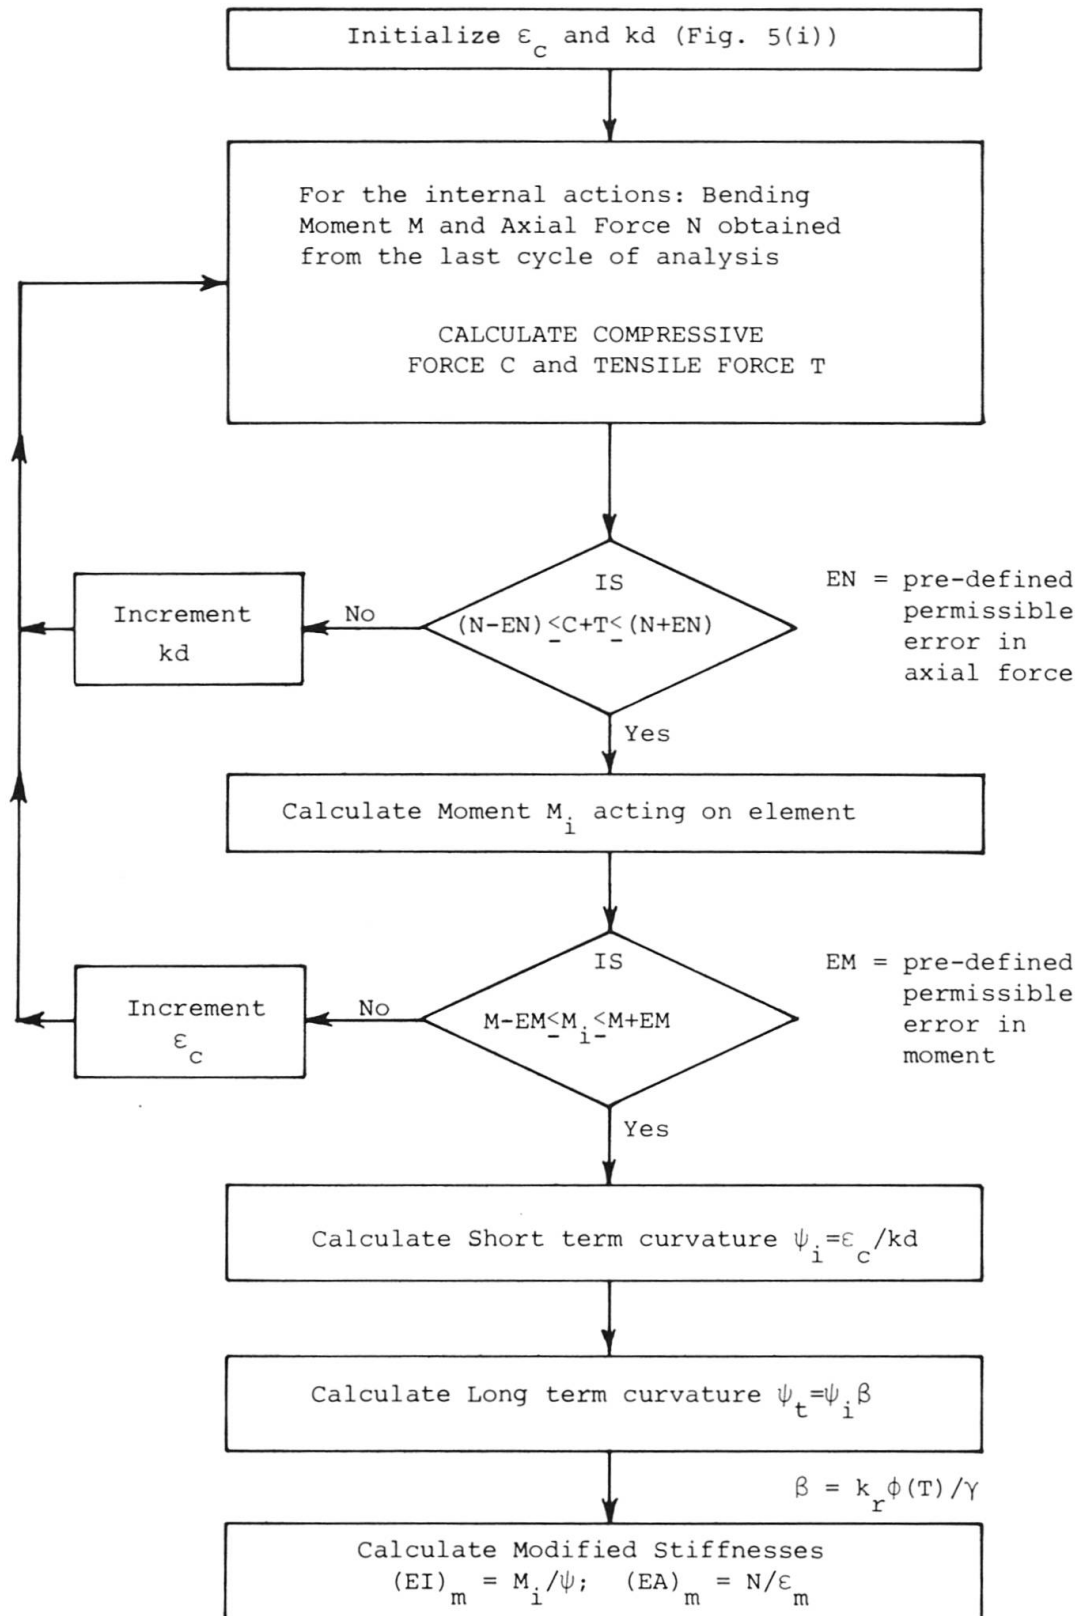 Initialize ε_c and kd (Fig. 5(i))
For the internal actions: Bending
Moment M and Axial Force N obtained
from the last cycle of analysis
CALCULATE COMPRESSIVE
FORCE C and TENSILE FORCE T
IS
(N-EN)≤C+T≤(N+EN)
No
Increment
kd
EN = pre-defined
permissible
error in
axial force
Yes
Calculate Moment M_i acting on element
IS
M-EM≤M_i≤M+EM
No
Increment
ε_c
EM = pre-defined
permissible
error in
moment
Yes
Calculate Short term curvature ψ_i=ε_c/kd
Calculate Long term curvature ψ_t=ψ_iβ
β = k_rϕ(T)/γ
Calculate Modified Stiffnesses
(EI)_m = M_i/ψ; (EA)_m = N/ε_m